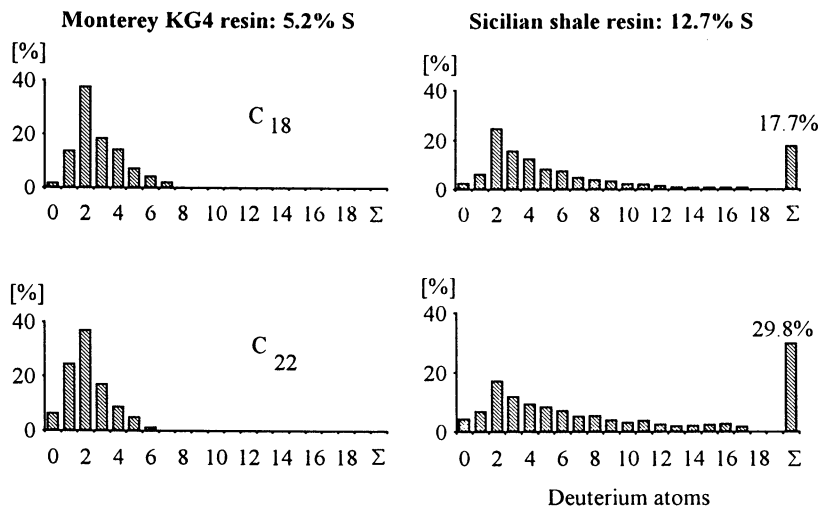 Monterey KG4 resin: 5.2% S
Sicilian shale resin: 12.7% S
[%]
40
20
0
C 18
0 2 4 6 8 10 12 14 16 18 Σ
[%]
40
20
0
17.7%
0 2 4 6 8 10 12 14 16 18 Σ
[%]
40
20
0
C 22
0 2 4 6 8 10 12 14 16 18 Σ
[%]
40
20
0
29.8%
0 2 4 6 8 10 12 14 16 18 Σ
Deuterium atoms